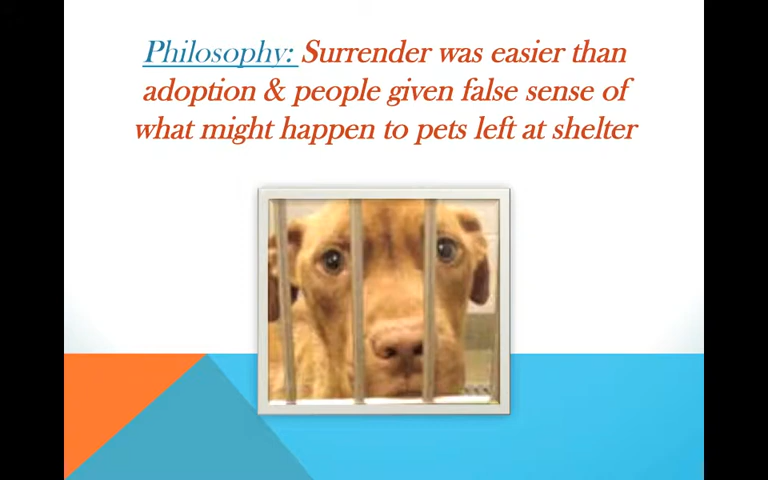 Philosophy: Surrender was easier than
adoption & people given false sense of
what might happen to pets left at shelter